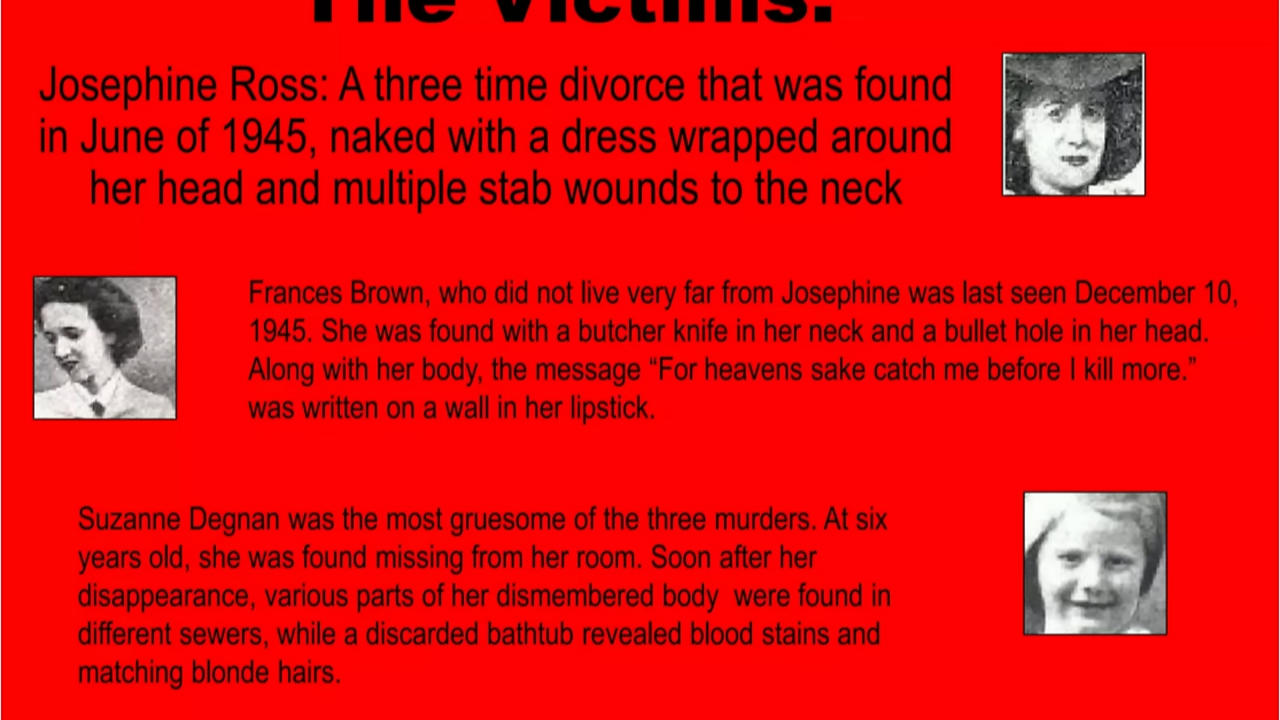 The Victims:
Josephine Ross: A three time divorce that was found
in June of 1945, naked with a dress wrapped around
her head and multiple stab wounds to the neck
Frances Brown, who did not live very far from Josephine was last seen December 10,
1945. She was found with a butcher knife in her neck and a bullet hole in her head.
Along with her body, the message “For heavens sake catch me before I kill more.”
was written on a wall in her lipstick.
Suzanne Degnan was the most gruesome of the three murders. At six
years old, she was found missing from her room. Soon after her
disappearance, various parts of her dismembered body  were found in
different sewers, while a discarded bathtub revealed blood stains and
matching blonde hairs.